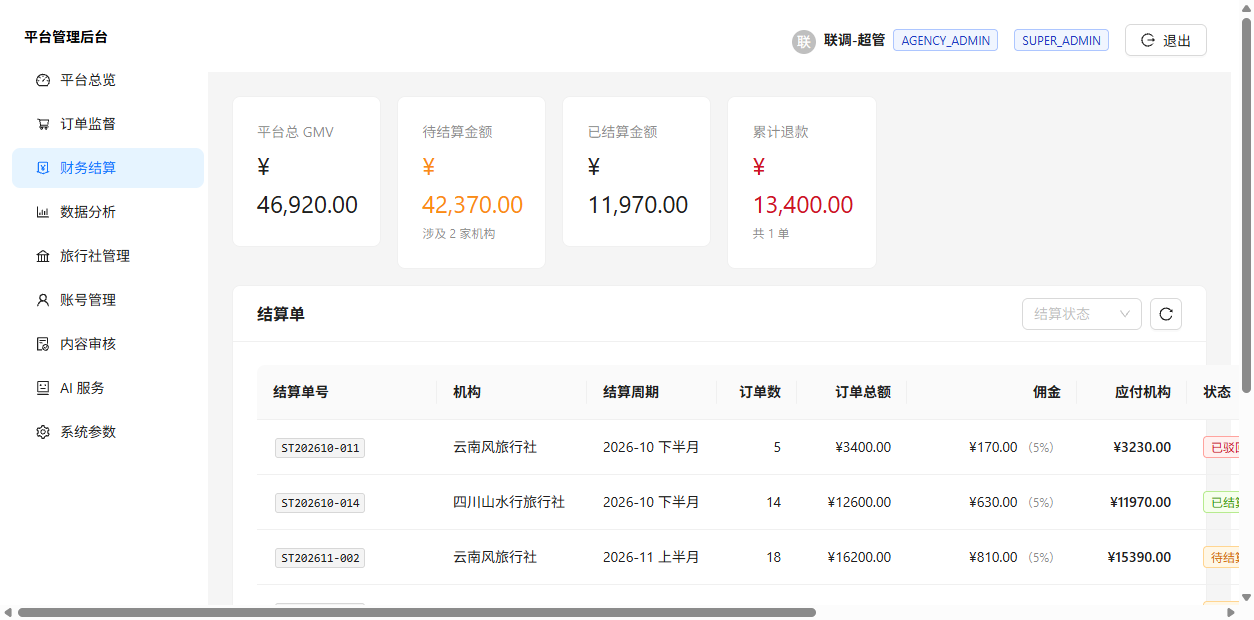 平台管理后台
联 联调-超管 AGENCY_ADMIN SUPER_ADMIN 退出
平台总览
订单监督
财务结算
数据分析
旅行社管理
账号管理
内容审核
AI 服务
系统参数
平台总 GMV
¥
46,920.00
待结算金额
¥
42,370.00
涉及 2 家机构
已结算金额
¥
11,970.00
累计退款
¥
13,400.00
共 1 单
结算单 结算状态
结算单号 机构 结算周期 订单数 订单总额 佣金 应付机构 状态
ST202610-011 云南风旅行社 2026-10 下半月 5 ¥3400.00 ¥170.00 (5%) ¥3230.00 已驳
ST202610-014 四川山水行旅行社 2026-10 下半月 14 ¥12600.00 ¥630.00 (5%) ¥11970.00 已结
ST202611-002 云南风旅行社 2026-11 上半月 18 ¥16200.00 ¥810.00 (5%) ¥15390.00 待结